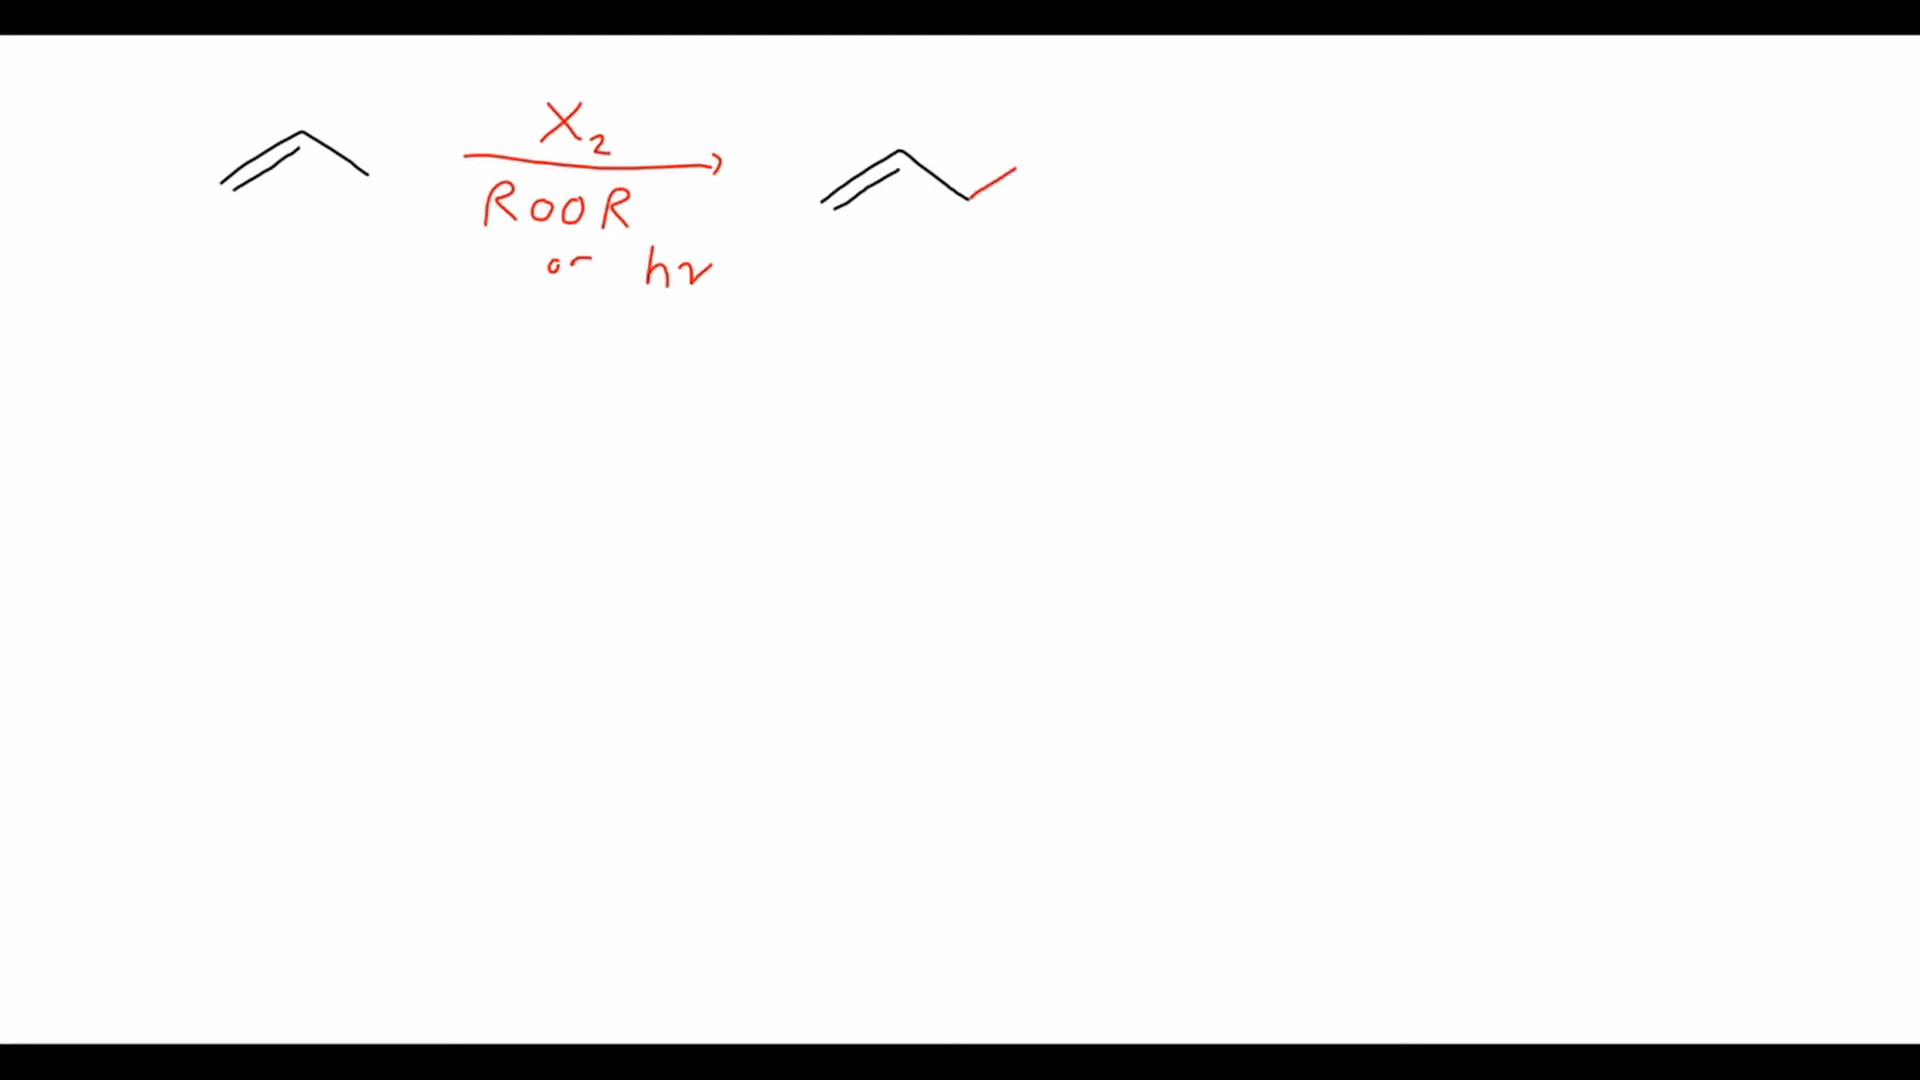 X₂
ROOR
or hν